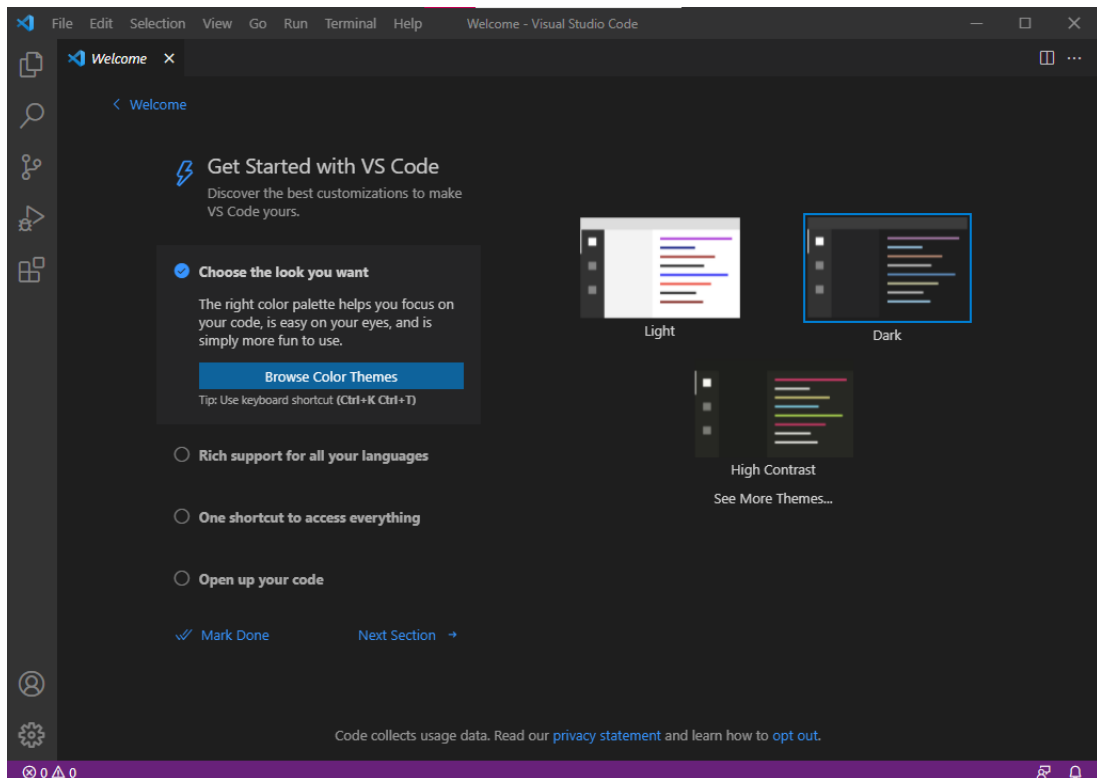 File Edit Selection View Go Run Terminal Help Welcome - Visual Studio Code
Welcome
Welcome
Get Started with VS Code
Discover the best customizations to make
VS Code yours.
Choose the look you want
The right color palette helps you focus on
your code, is easy on your eyes, and is
simply more fun to use.
Browse Color Themes
Tip: Use keyboard shortcut (Ctrl+K Ctrl+T)
Rich support for all your languages
One shortcut to access everything
Open up your code
Mark Done
Next Section
Light
Dark
High Contrast
See More Themes...
Code collects usage data. Read our privacy statement and learn how to opt out.
0 0